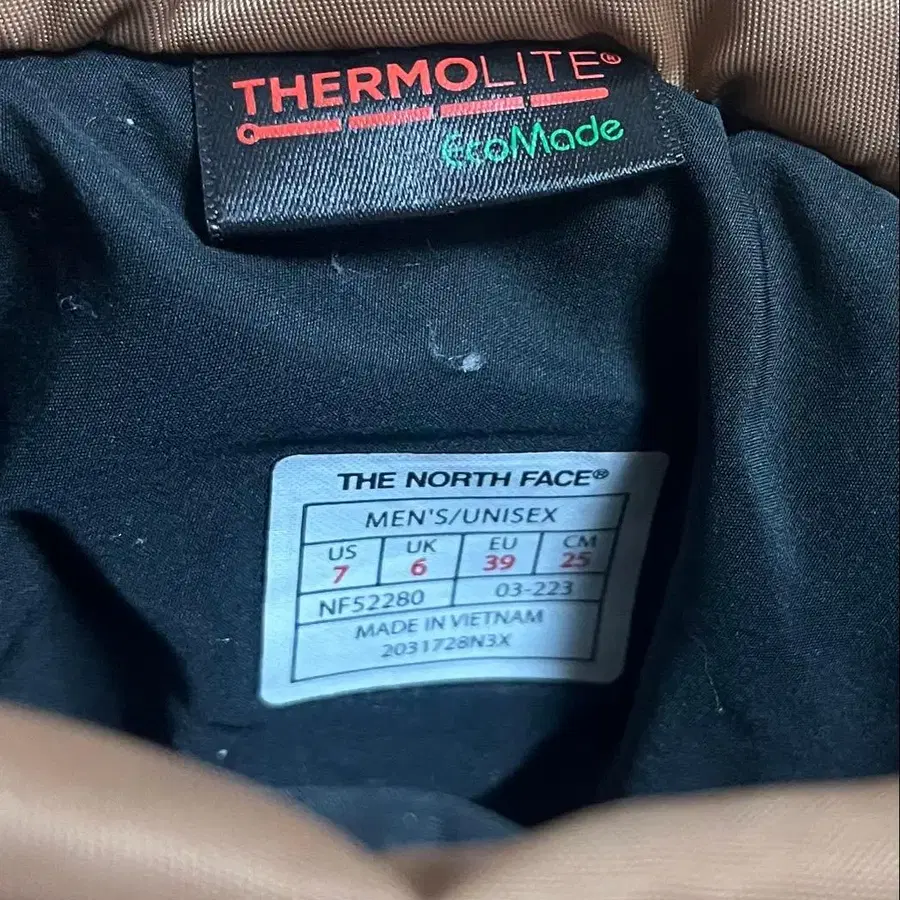 THERMOLITE®
EcoMade
THE NORTH FACE®
MEN'S/UNISEX
US UK EU CM
7 6 39 25
NF52280 03-223
MADE IN VIETNAM
2031728N3X